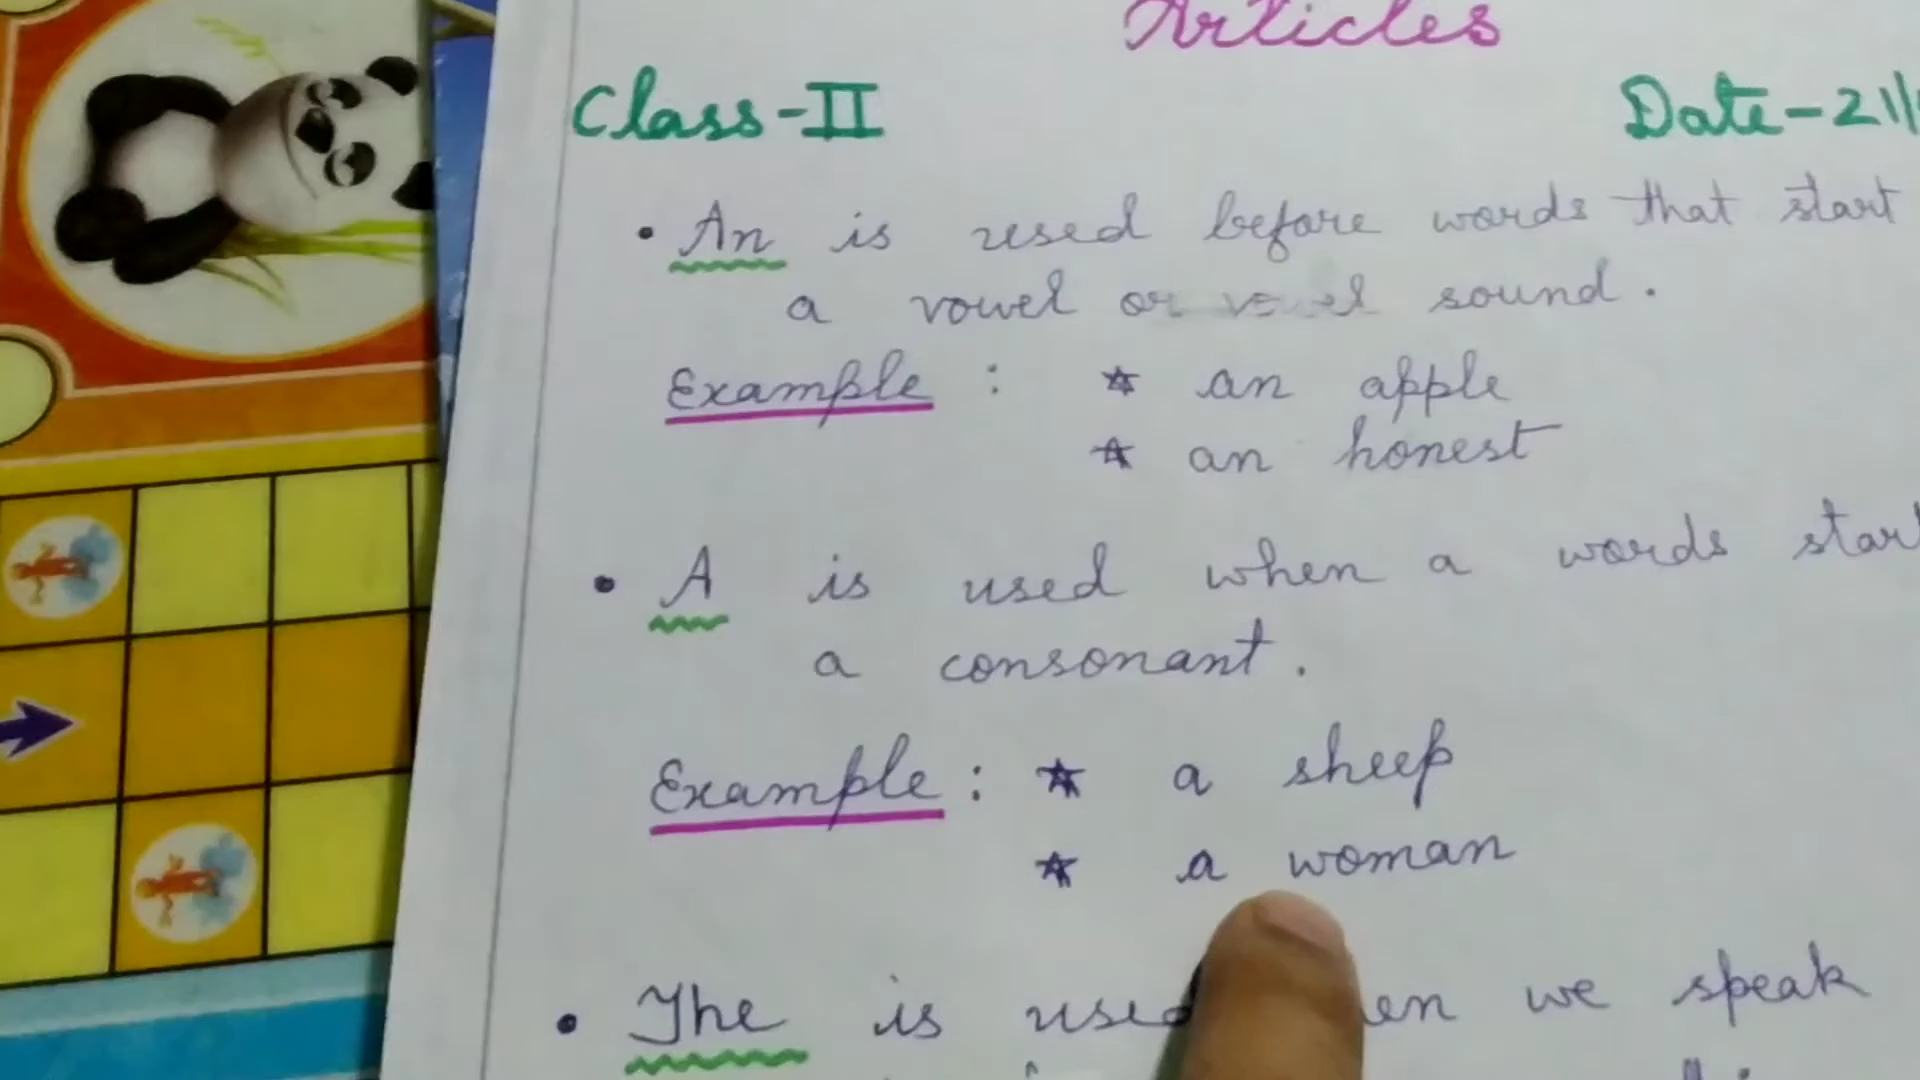 Articles
Class-II Date-21/
• An is used before words that start
a vowel or vowel sound.
Example : * an apple
* an honest
• A is used when a words star
a consonant.
Example : * a sheep
* a woman
• The is used en we speak